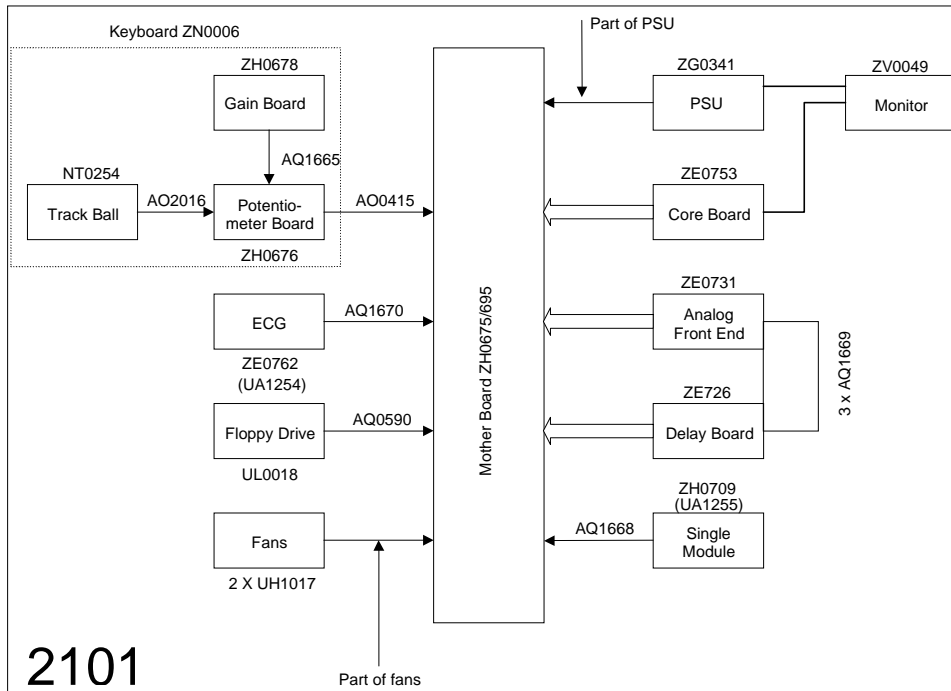 Part of PSU
Keyboard ZN0006
ZH0678
Gain Board
AQ1665
NT0254
Track Ball
AO2016
Potentio-
meter Board
ZH0676
AO0415
ECG
AQ1670
ZE0762
(UA1254)
Floppy Drive
AQ0590
UL0018
Fans
2 X UH1017
Part of fans
Mother Board ZH0675/695
ZG0341
PSU
ZV0049
Monitor
ZE0753
Core Board
ZE0731
Analog
Front End
ZE726
Delay Board
3 x AQ1669
ZH0709
(UA1255)
AQ1668
Single
Module
2101